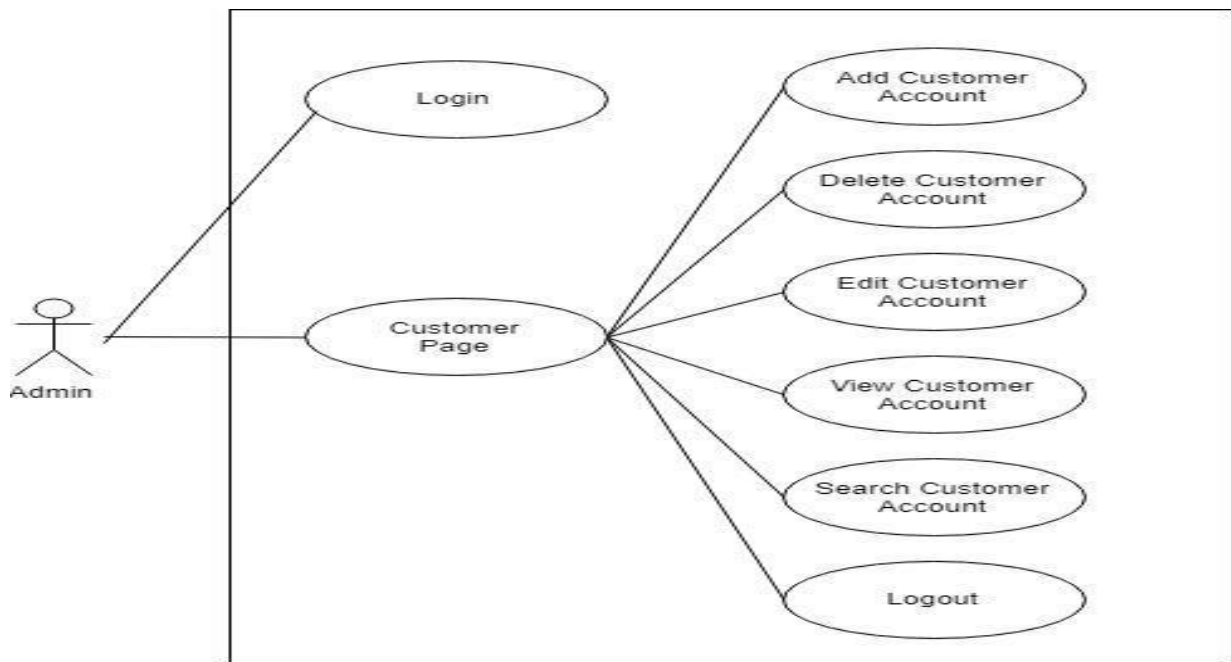 Login
Customer
Page
Admin
Add Customer
Account
Delete Customer
Account
Edit Customer
Account
View Customer
Account
Search Customer
Account
Logout